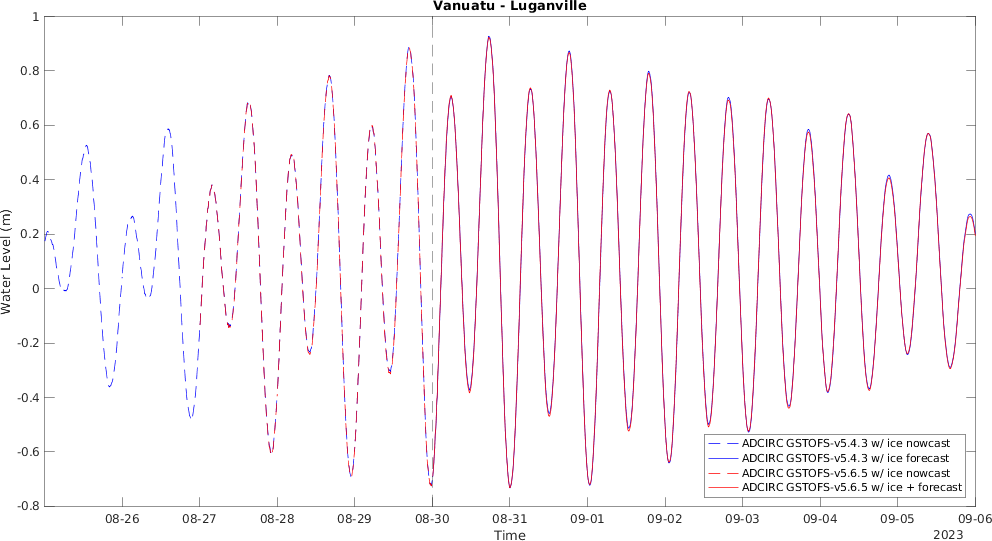 Vanuatu - Luganville
Water Level (m)
1
0.8
0.6
0.4
0.2
0
-0.2
-0.4
-0.6
-0.8
ADCIRC GSTOFS-v5.4.3 w/ ice nowcast
ADCIRC GSTOFS-v5.4.3 w/ ice forecast
ADCIRC GSTOFS-v5.6.5 w/ ice nowcast
ADCIRC GSTOFS-v5.6.5 w/ ice + forecast
08-26 08-27 08-28 08-29 08-30 08-31 09-01 09-02 09-03 09-04 09-05 09-06
Time
2023